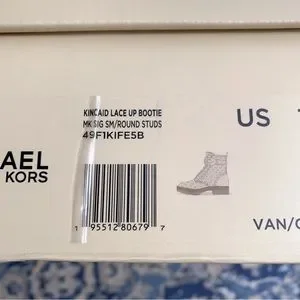 KINCAID LACE UP BOOTIE
MK SIG SM/ROUND STUDS
49F1KIFE5B
US
AEL
KORS
1 95512 80679 7
VAN/